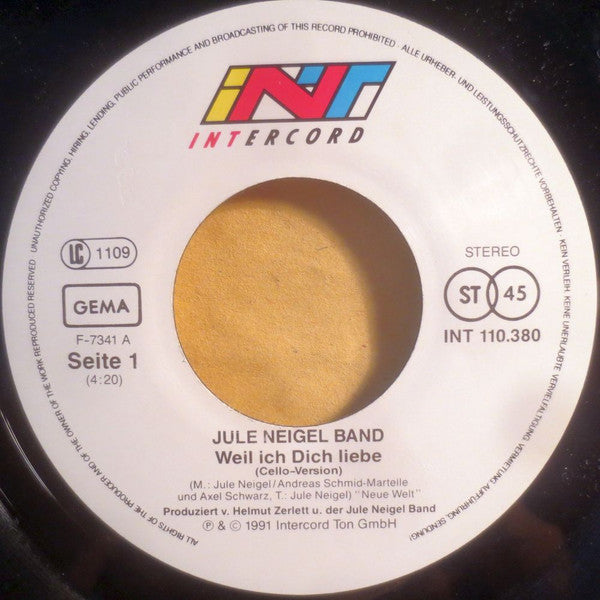 UNAUTHORIZED COPYING, HIRING, LENDING, PUBLIC PERFORMANCE AND BROADCASTING OF THIS RECORD PROHIBITED · ALLE URHEBER- UND LEISTUNGSSCHUTZRECHTE VORBEHALTEN · KEIN VERLEIH, KEINE UNERLAUBTE VERVIELFÄLTIGUNG, VERMIETUNG, AUFFÜHRUNG, SENDUNG!
ALL RIGHTS OF THE PRODUCER AND OF THE OWNER OF THE WORK REPRODUCED RESERVED ·
INT
INTERCORD
LC 1109
GEMA
F-7341 A
Seite 1
(4:20)
STEREO
ST 45
INT 110.380
JULE NEIGEL BAND
Weil ich Dich liebe
(Cello-Version)
(M.: Jule Neigel/Andreas Schmid-Martelle
und Axel Schwarz, T.: Jule Neigel) "Neue Welt"
Produziert v. Helmut Zerlett u. der Jule Neigel Band
℗ & © 1991 Intercord Ton GmbH